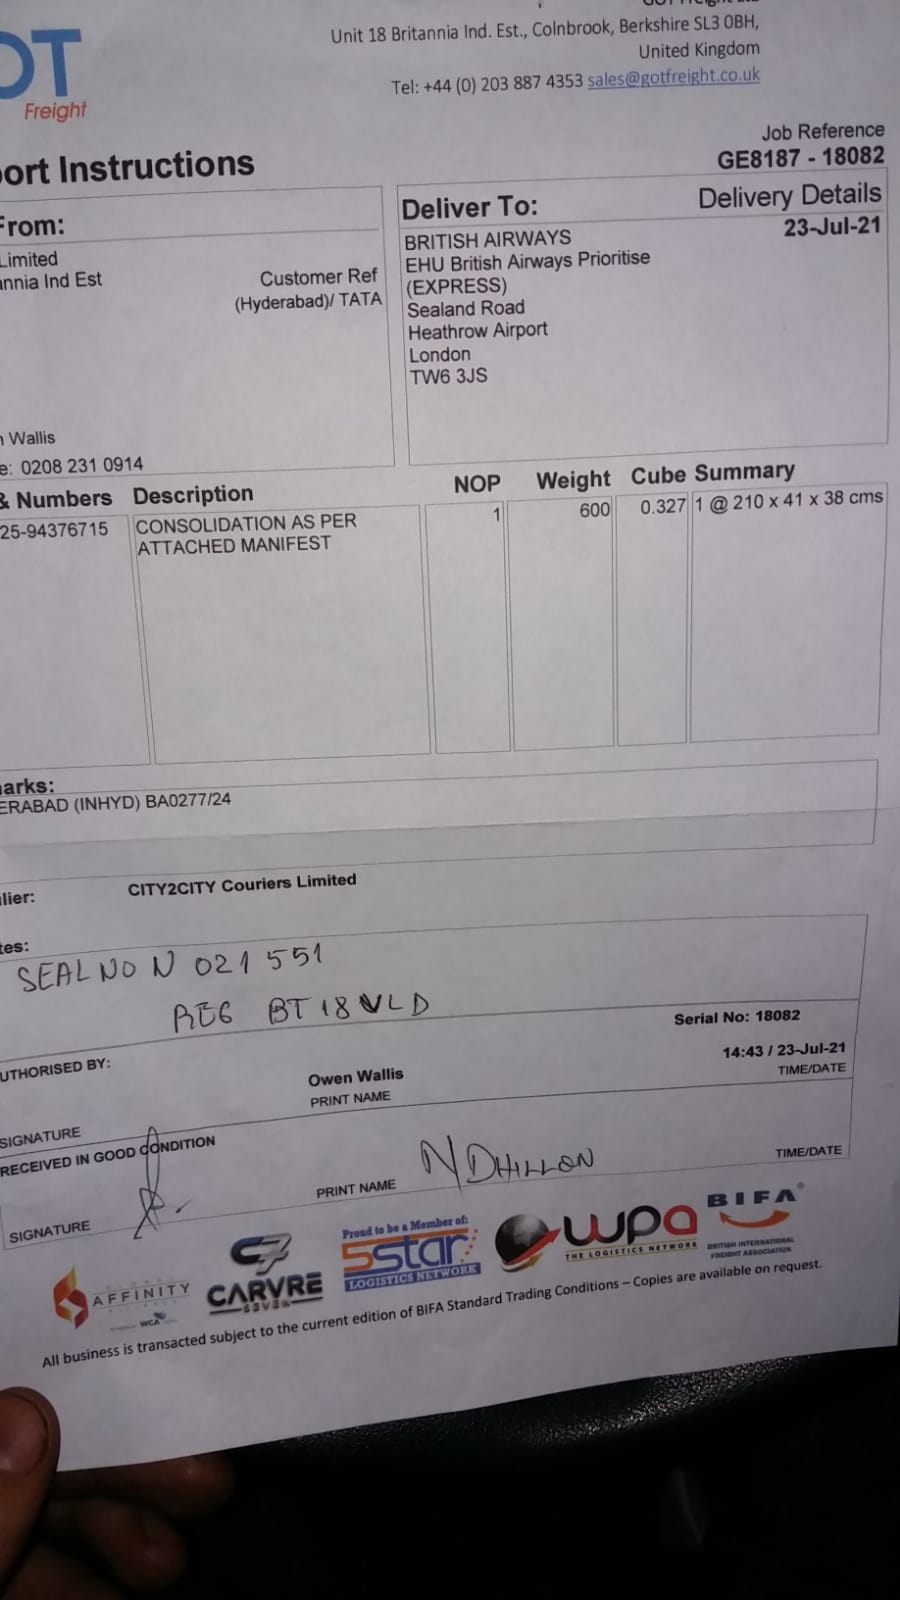 OT
Freight
Unit 18 Britannia Ind. Est., Colnbrook, Berkshire SL3 0BH,
United Kingdom
Tel: +44 (0) 203 887 4353 sales@gotfreight.co.uk
Job Reference
GE8187 - 18082
ort Instructions
From:
Limited
nnia Ind Est
Customer Ref
(Hyderabad)/ TATA
n Wallis
e: 0208 231 0914
Deliver To:
Delivery Details
23-Jul-21
BRITISH AIRWAYS
EHU British Airways Prioritise
(EXPRESS)
Sealand Road
Heathrow Airport
London
TW6 3JS
& Numbers Description NOP Weight Cube Summary
25-94376715 CONSOLIDATION AS PER 1 600 0.327 1 @ 210 x 41 x 38 cms
ATTACHED MANIFEST
arks:
ERABAD (INHYD) BA0277/24
lier: CITY2CITY Couriers Limited
tes:
SEAL NO N 021 551
REG BT18 VLD
Serial No: 18082
UTHORISED BY:
Owen Wallis 14:43 / 23-Jul-21
SIGNATURE PRINT NAME TIME/DATE
RECEIVED IN GOOD CONDITION
N DHILLON
SIGNATURE PRINT NAME TIME/DATE
AFFINITY
WCA
C7
CARVRE
SEVEN
Proud to be a Member of:
5star
LOGISTICS NETWORK
wpa
THE LOGISTICS NETWORK
BIFA
BRITISH INTERNATIONAL
FREIGHT ASSOCIATION
All business is transacted subject to the current edition of BIFA Standard Trading Conditions – Copies are available on request.